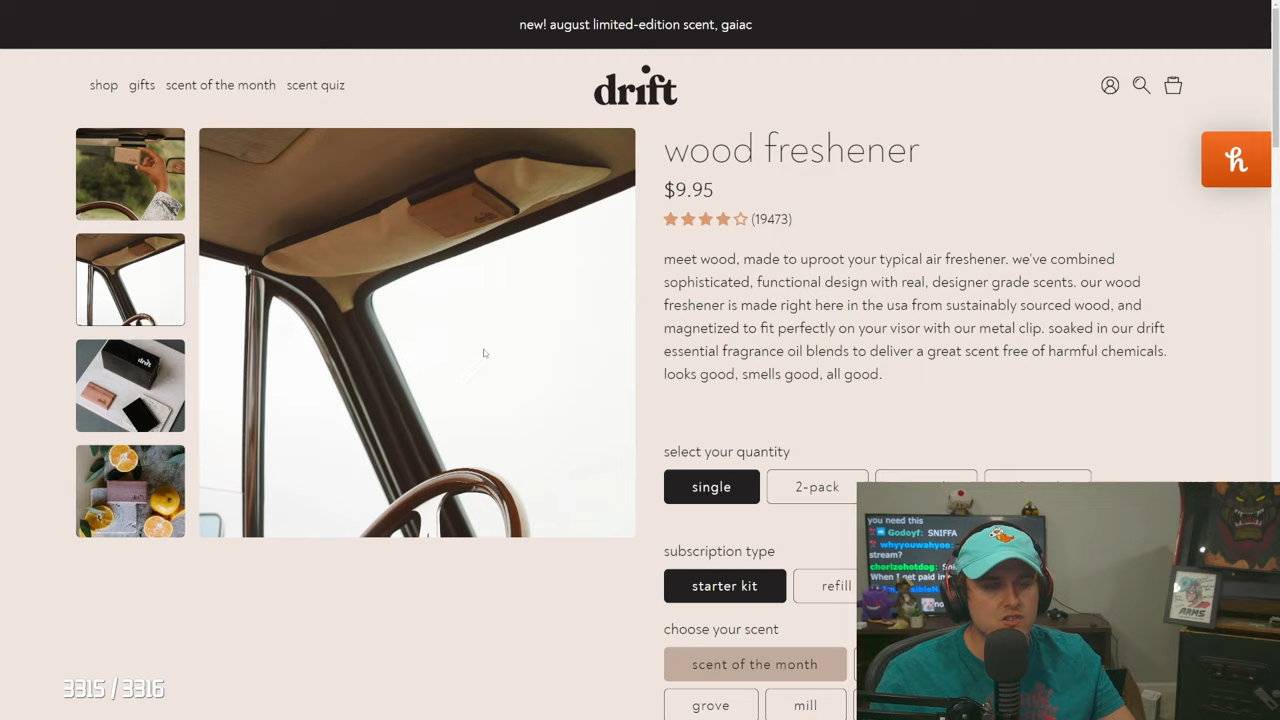 new! august limited-edition scent, gaiac
shop gifts scent of the month scent quiz
drift
wood freshener
$9.95
(19473)
meet wood, made to uproot your typical air freshener. we've combined
sophisticated, functional design with real, designer grade scents. our wood
freshener is made right here in the usa from sustainably sourced wood, and
magnetized to fit perfectly on your visor with our metal clip. soaked in our drift
essential fragrance oil blends to deliver a great scent free of harmful chemicals.
looks good, smells good, all good.
select your quantity
single 2-pack
subscription type
starter kit refill
choose your scent
scent of the month
grove mill
you need this
Godoyf: SNIFFA
whyyouwahoo:
stream?
chorizohotdog:
When I get paid
no
ARMS
3315 / 3316